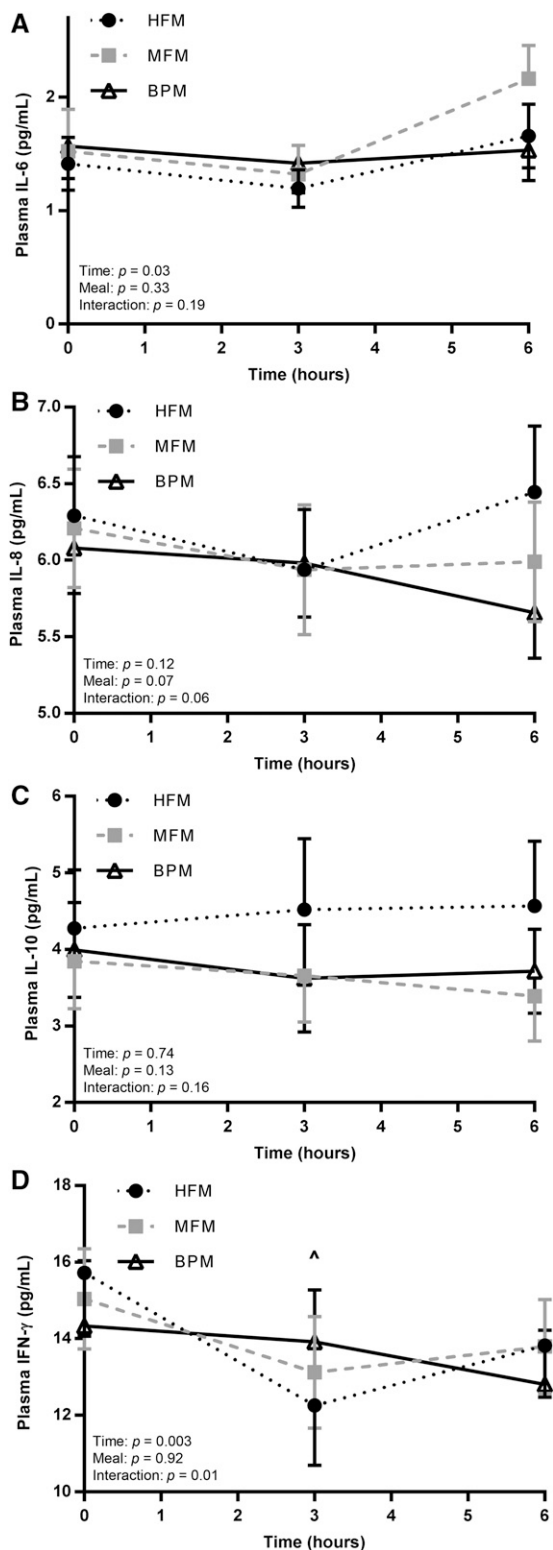 A
HFM
MFM
BPM
Plasma IL-6 (pg/mL)
2
1
0
Time: p = 0.03
Meal: p = 0.33
Interaction: p = 0.19
0 1 2 3 4 5 6
Time (hours)
B
HFM
MFM
BPM
Plasma IL-8 (pg/mL)
7.0
6.5
6.0
5.5
5.0
Time: p = 0.12
Meal: p = 0.07
Interaction: p = 0.06
0 1 2 3 4 5 6
Time (hours)
C
HFM
MFM
BPM
Plasma IL-10 (pg/mL)
6
5
4
3
2
Time: p = 0.74
Meal: p = 0.13
Interaction: p = 0.16
0 1 2 3 4 5 6
Time (hours)
D
HFM
MFM
BPM
^
Plasma IFN-γ (pg/mL)
18
16
14
12
10
Time: p = 0.003
Meal: p = 0.92
Interaction: p = 0.01
0 1 2 3 4 5 6
Time (hours)